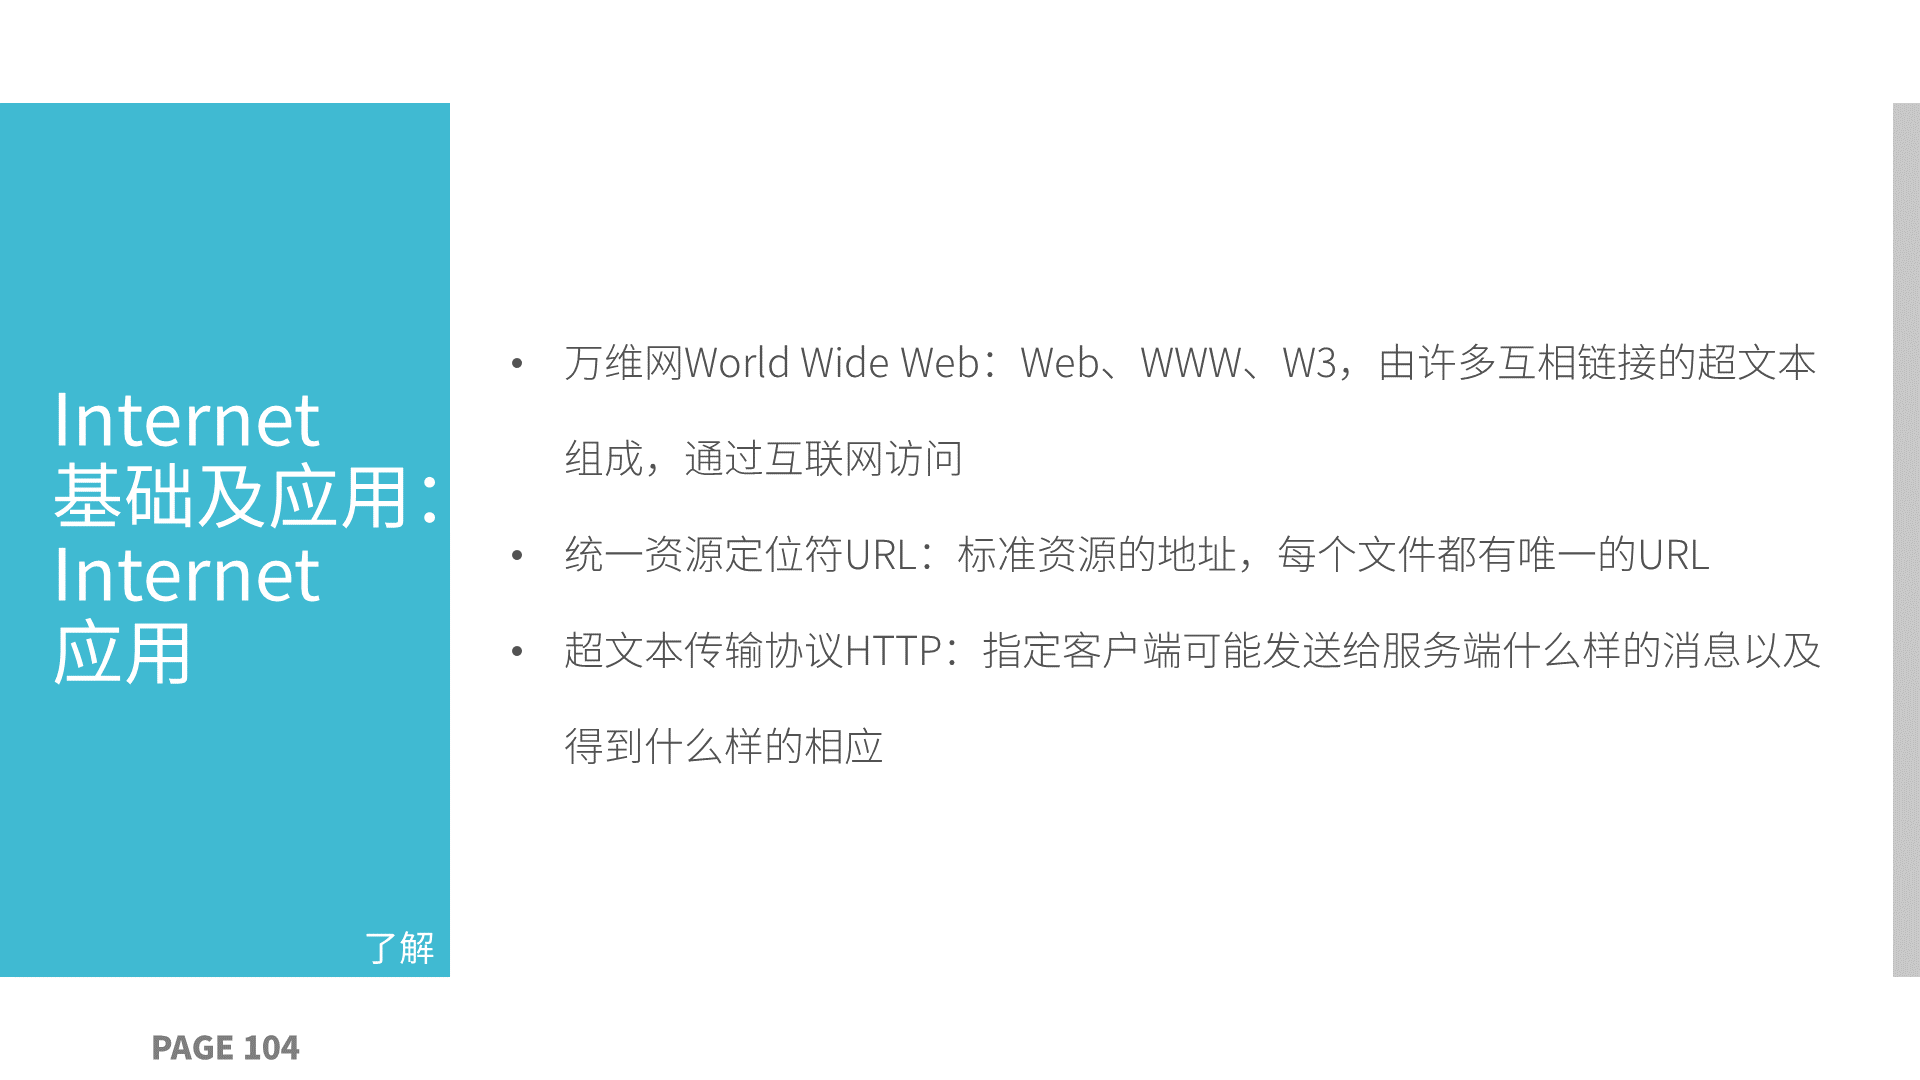 Internet
基础及应用：
Internet
应用
了解
• 万维网World Wide Web：Web、WWW、W3，由许多互相链接的超文本
组成，通过互联网访问
• 统一资源定位符URL：标准资源的地址，每个文件都有唯一的URL
• 超文本传输协议HTTP：指定客户端可能发送给服务端什么样的消息以及
得到什么样的相应
PAGE 104